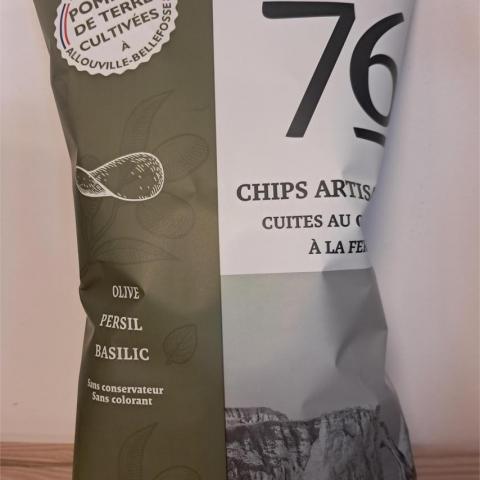 POMMES
DE TERRE
CULTIVÉES
À
ALLOUVILLE-BELLEFOSSE
76
CHIPS ARTIS
CUITES AU C
À LA FER
OLIVE
PERSIL
BASILIC
Sans conservateur
Sans colorant